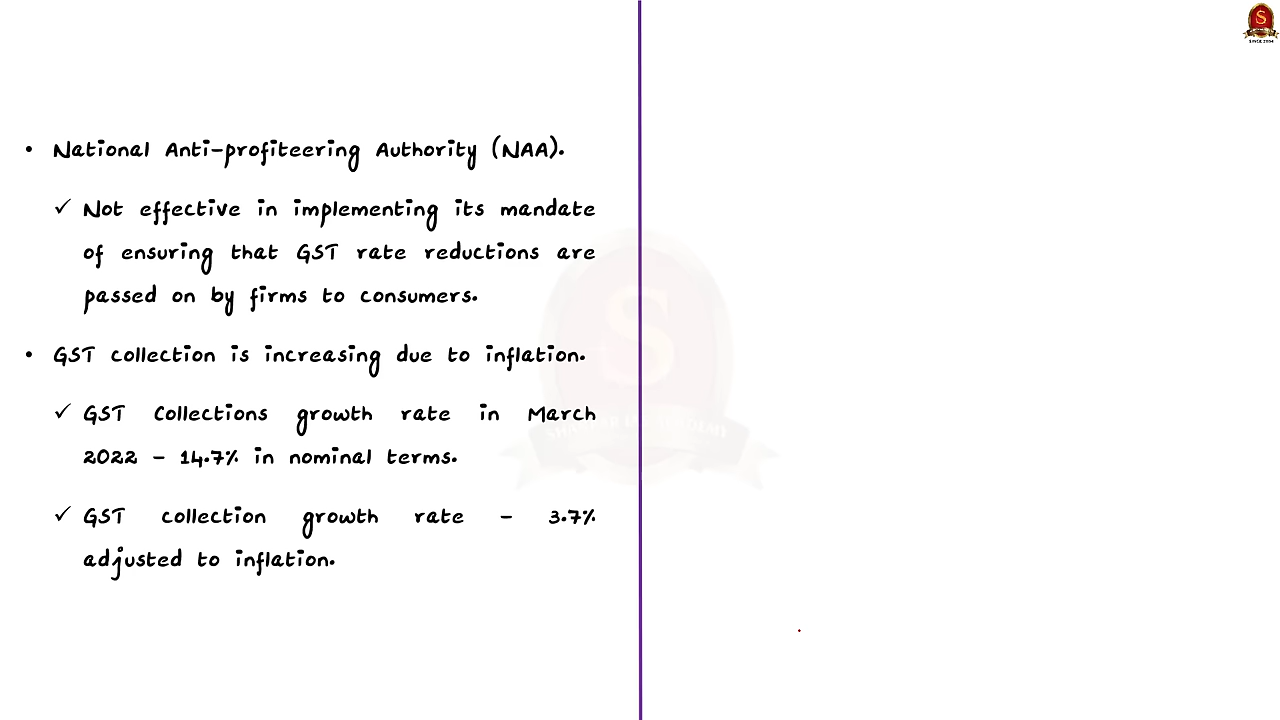 • National Anti-profiteering Authority (NAA).
✓ Not effective in implementing its mandate
of ensuring that GST rate reductions are
passed on by firms to consumers.
• GST collection is increasing due to inflation.
✓ GST Collections growth rate in March
2022 - 14.7% in nominal terms.
✓ GST collection growth rate - 3.7%
adjusted to inflation.
S
SINCE 2004
S